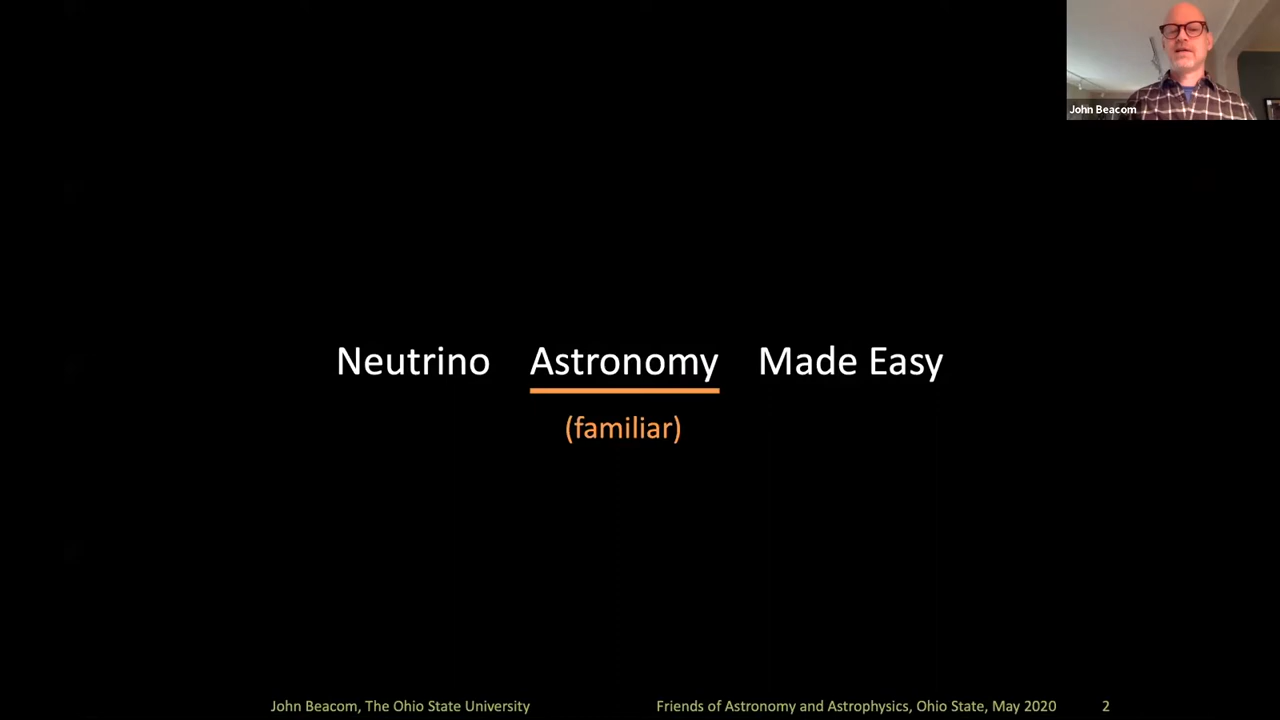 John Beacom
Neutrino Astronomy Made Easy
(familiar)
John Beacom, The Ohio State University Friends of Astronomy and Astrophysics, Ohio State, May 2020 2